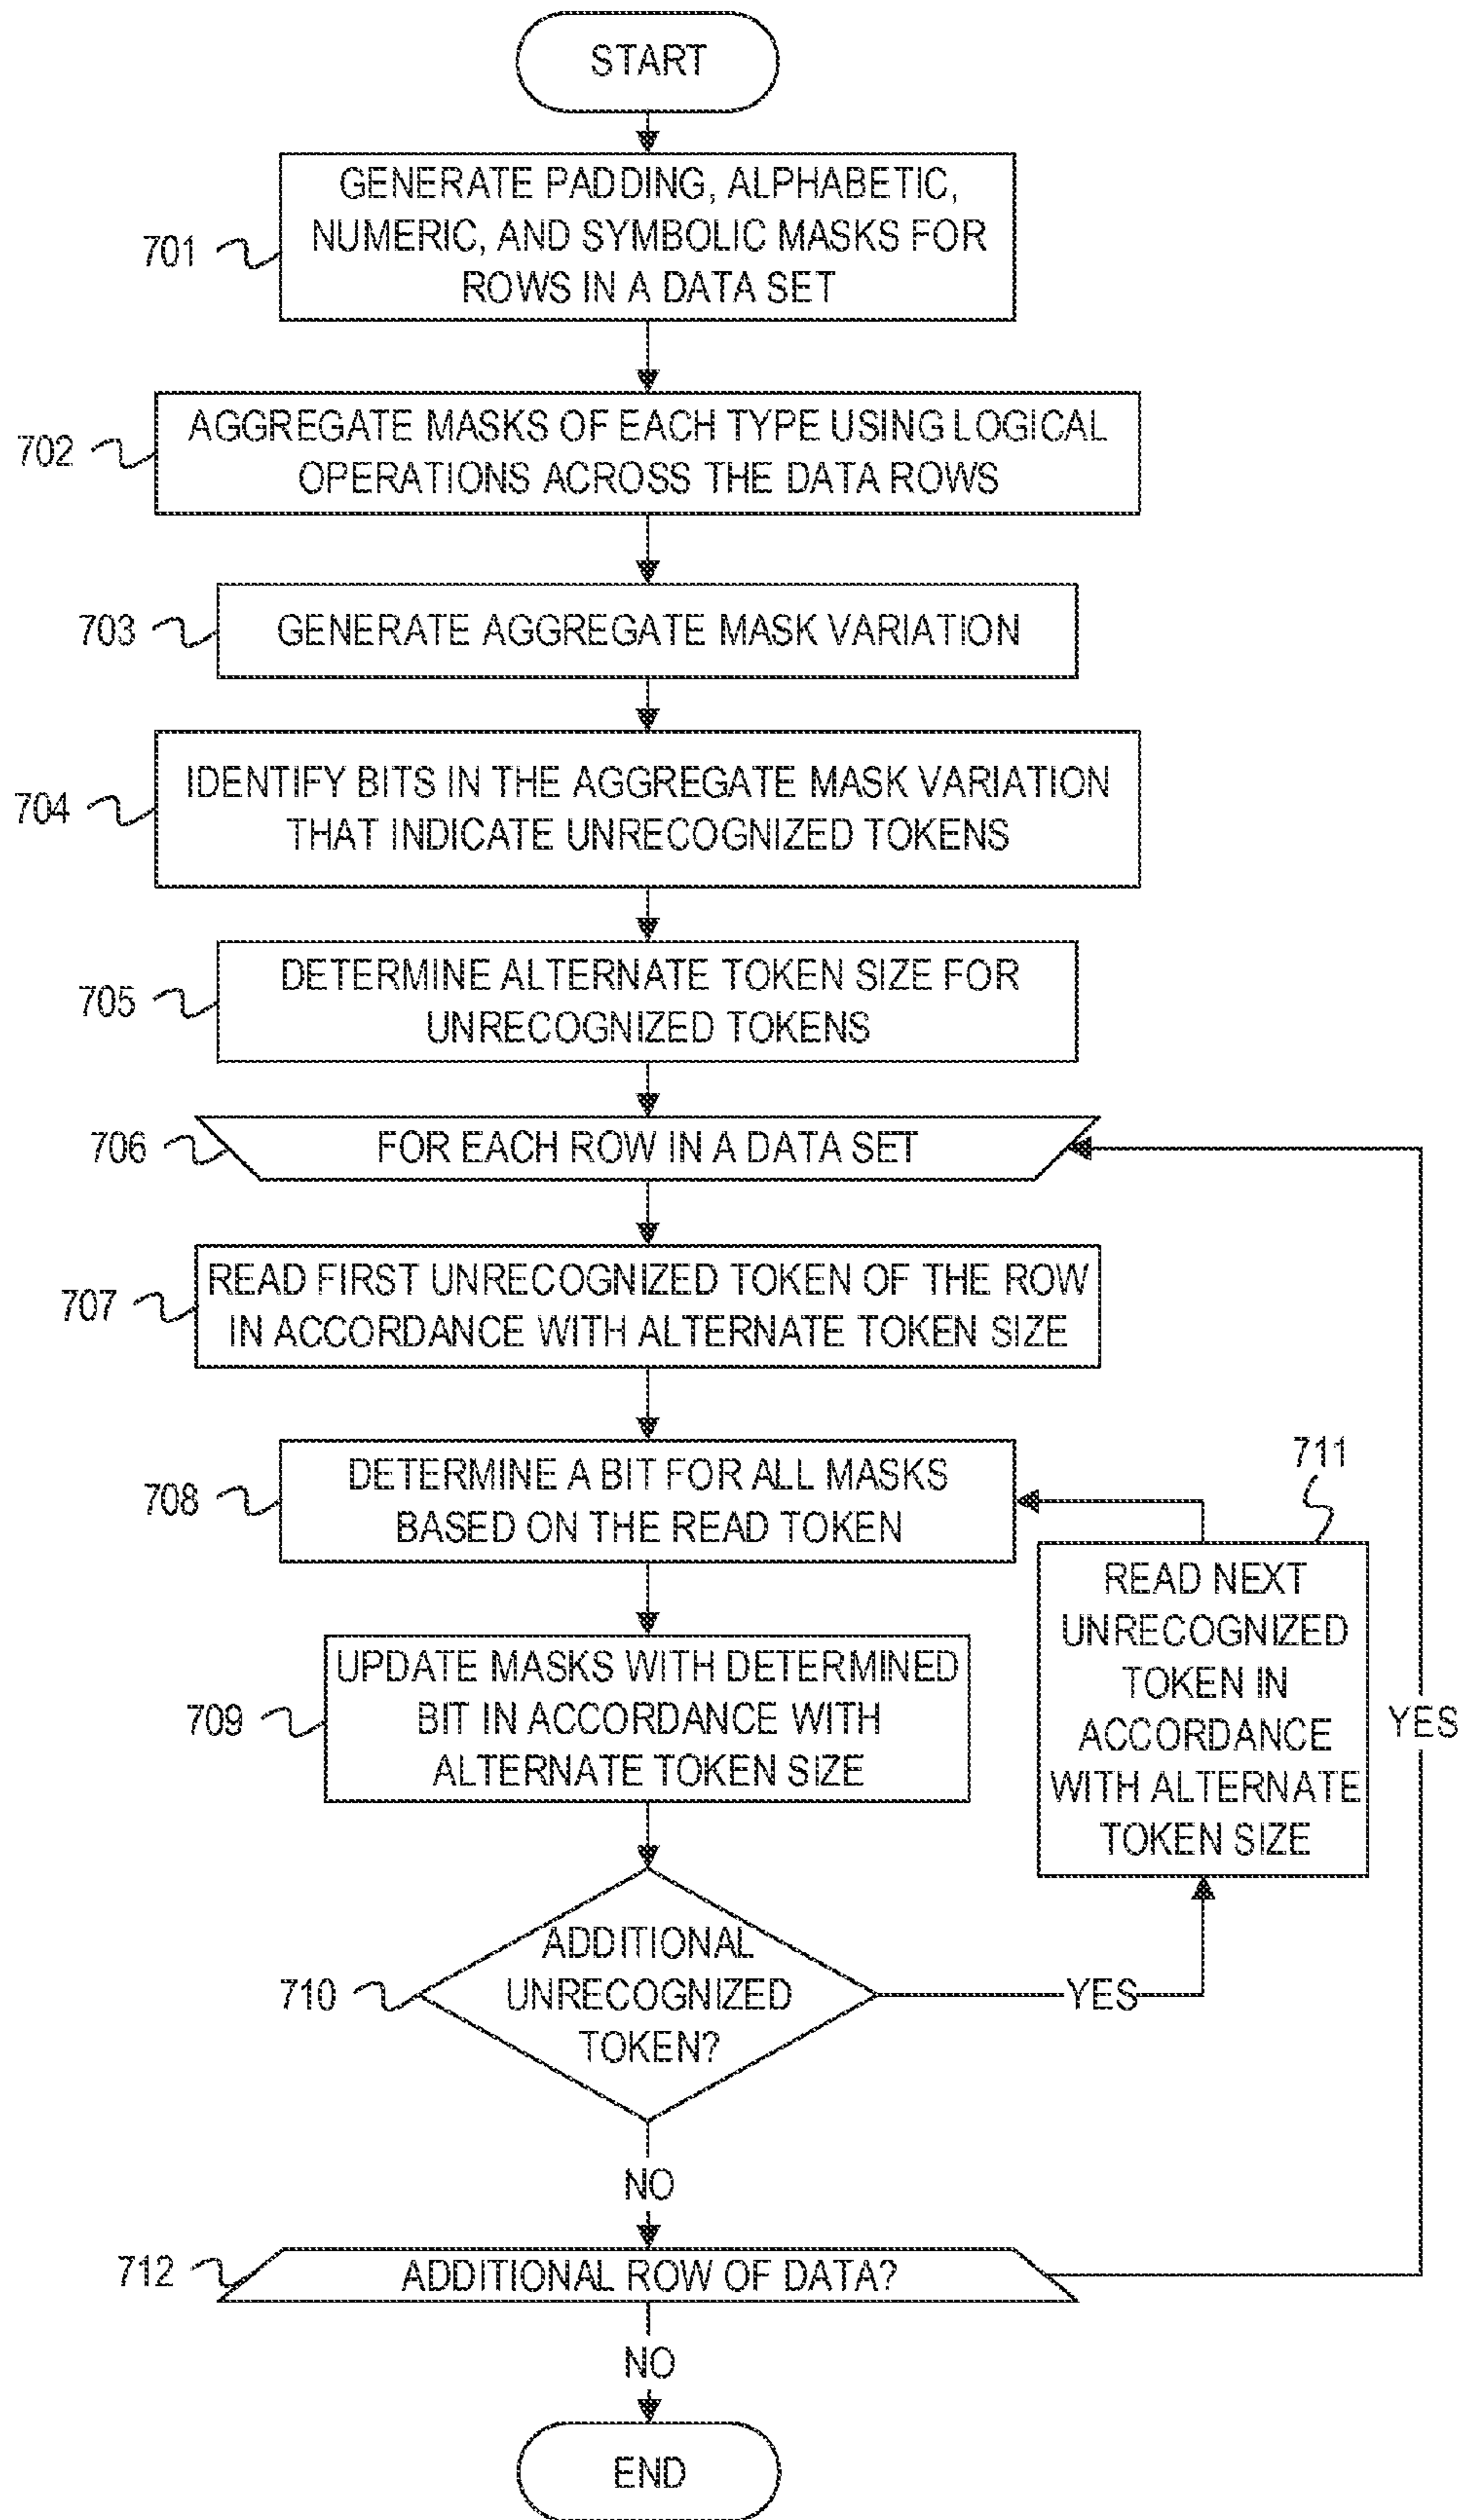 START
701
GENERATE PADDING, ALPHABETIC,
NUMERIC, AND SYMBOLIC MASKS FOR
ROWS IN A DATA SET
702
AGGREGATE MASKS OF EACH TYPE USING LOGICAL
OPERATIONS ACROSS THE DATA ROWS
703
GENERATE AGGREGATE MASK VARIATION
704
IDENTIFY BITS IN THE AGGREGATE MASK VARIATION
THAT INDICATE UNRECOGNIZED TOKENS
705
DETERMINE ALTERNATE TOKEN SIZE FOR
UNRECOGNIZED TOKENS
706
FOR EACH ROW IN A DATA SET
707
READ FIRST UNRECOGNIZED TOKEN OF THE ROW
IN ACCORDANCE WITH ALTERNATE TOKEN SIZE
708
DETERMINE A BIT FOR ALL MASKS
BASED ON THE READ TOKEN
709
UPDATE MASKS WITH DETERMINED
BIT IN ACCORDANCE WITH
ALTERNATE TOKEN SIZE
710
ADDITIONAL
UNRECOGNIZED
TOKEN?
YES
711
READ NEXT
UNRECOGNIZED
TOKEN IN
ACCORDANCE
WITH ALTERNATE
TOKEN SIZE
YES
NO
712
ADDITIONAL ROW OF DATA?
NO
END